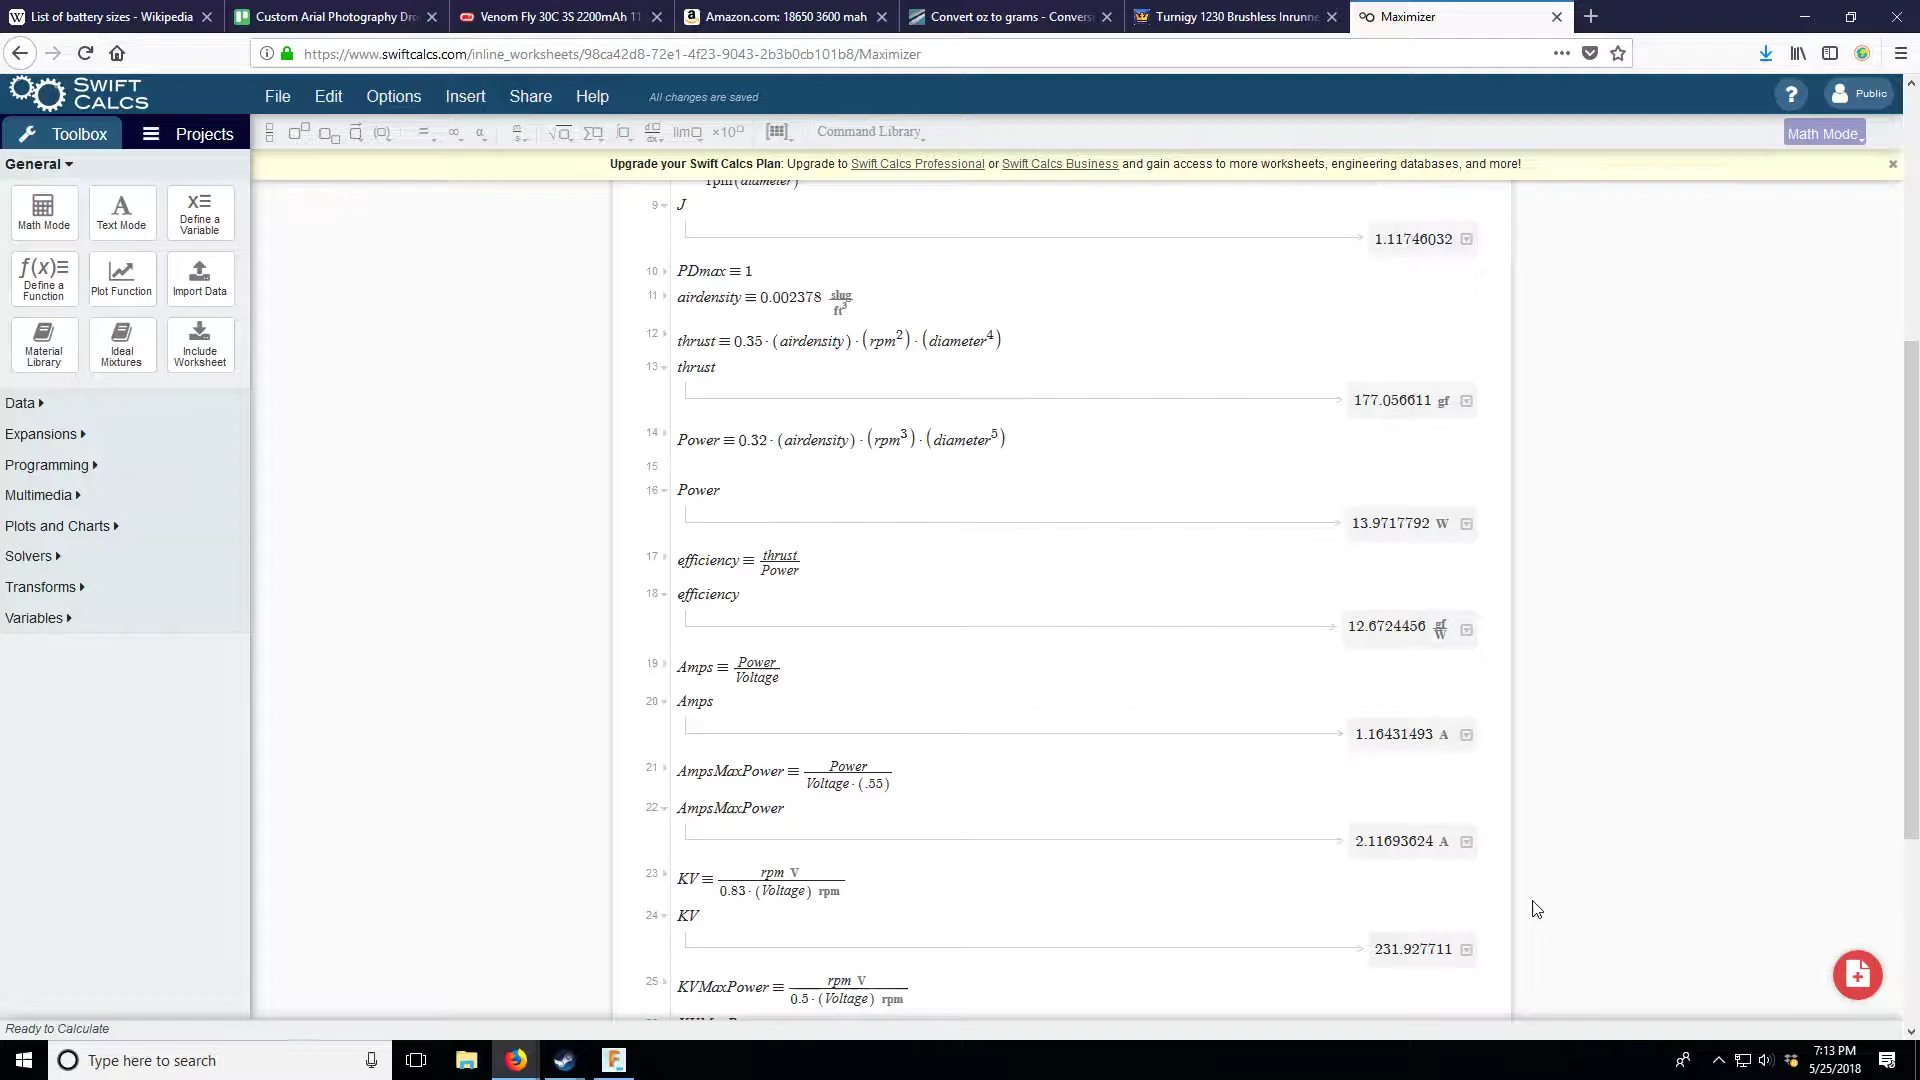 List of battery sizes - Wikipedia
Custom Arial Photography Dro
Venom Fly 30C 3S 2200mAh 11
Amazon.com: 18650 3600 mah
Convert oz to grams - Convers
Turnigy 1230 Brushless Inrunne
Maximizer
https://www.swiftcalcs.com/inline_worksheets/98ca42d8-72e1-4f23-9043-2b3b0cb101b8/Maximizer
SWIFT CALCS
File Edit Options Insert Share Help All changes are saved
? Public
Toolbox Projects
lim ×10 Command Library
Math Mode
General
Upgrade your Swift Calcs Plan: Upgrade to Swift Calcs Professional or Swift Calcs Business and gain access to more worksheets, engineering databases, and more!
Math Mode
Text Mode
Define a Variable
Define a Function
Plot Function
Import Data
Material Library
Ideal Mixtures
Include Worksheet
Data
Expansions
Programming
Multimedia
Plots and Charts
Solvers
Transforms
Variables
rpm(diameter)
9 J
1.11746032
10 PDmax ≡ 1
11 airdensity ≡ 0.002378 slug/ft³
12 thrust ≡ 0.35 · (airdensity) · (rpm²) · (diameter⁴)
13 thrust
177.056611 gf
14 Power ≡ 0.32 · (airdensity) · (rpm³) · (diameter⁵)
15
16 Power
13.9717792 W
17 efficiency ≡ thrust/Power
18 efficiency
12.6724456 gf/W
19 Amps ≡ Power/Voltage
20 Amps
1.16431493 A
21 AmpsMaxPower ≡ Power/Voltage · (.55)
22 AmpsMaxPower
2.11693624 A
23 KV ≡ rpm V/0.83 · (Voltage) rpm
24 KV
231.927711
25 KVMaxPower ≡ rpm V/0.5 · (Voltage) rpm
Ready to Calculate
Type here to search
7:13 PM
5/25/2018